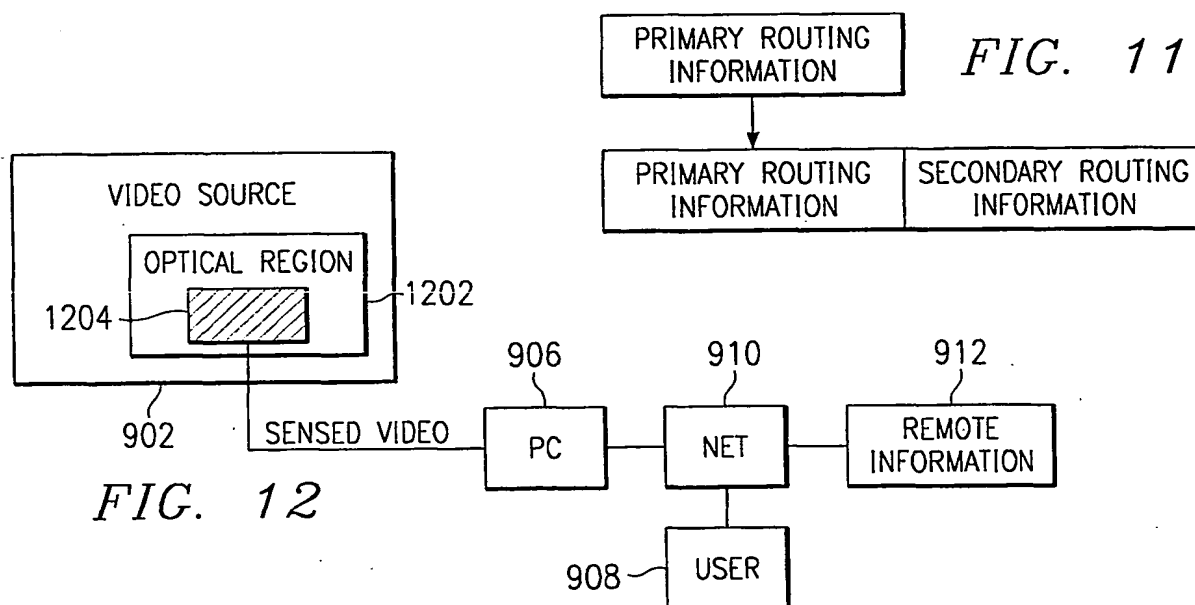 PRIMARY ROUTING
INFORMATION
FIG. 11
PRIMARY ROUTING
INFORMATION
SECONDARY ROUTING
INFORMATION
VIDEO SOURCE
OPTICAL REGION
1204
1202
902
SENSED VIDEO
906
PC
910
NET
912
REMOTE
INFORMATION
908
USER
FIG. 12